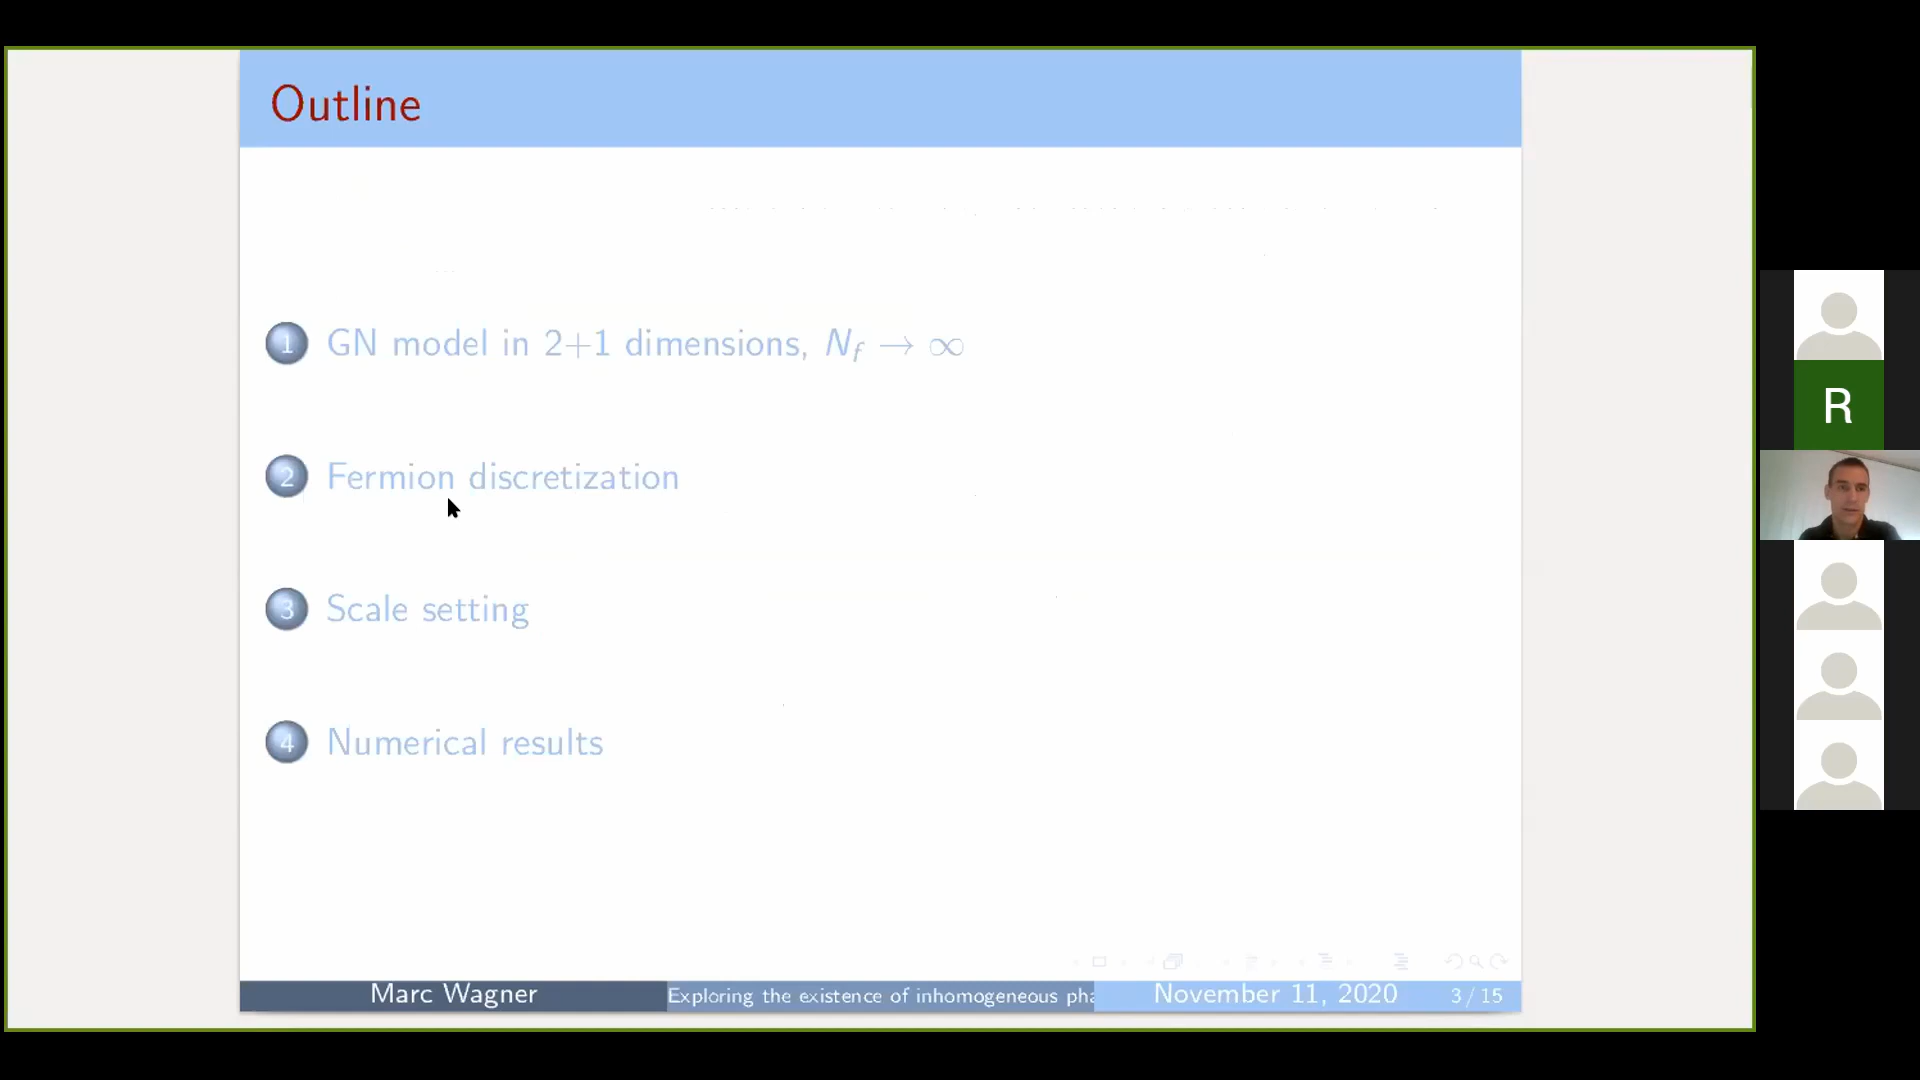 Outline
1 GN model in 2+1 dimensions, N_f → ∞
2 Fermion discretization
3 Scale setting
4 Numerical results
Marc Wagner Exploring the existence of inhomogeneous pha November 11, 2020 3 / 15
R